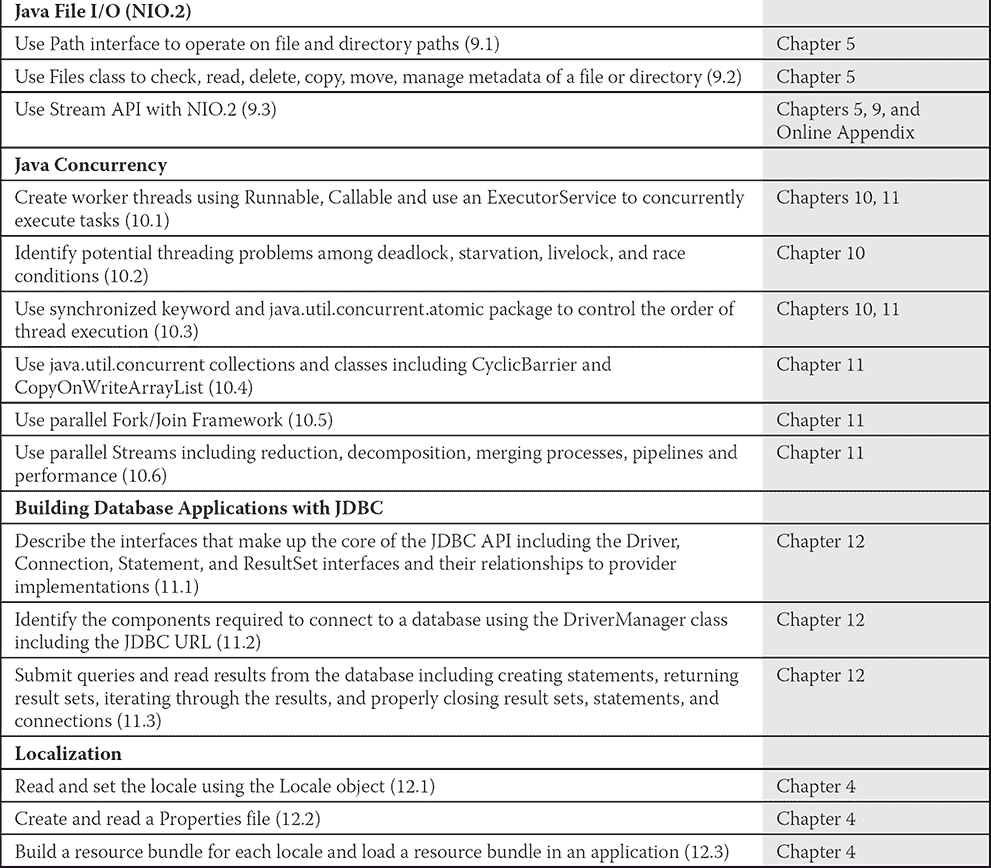 Java File I/O (NIO.2)
Use Path interface to operate on file and directory paths (9.1) Chapter 5
Use Files class to check, read, delete, copy, move, manage metadata of a file or directory (9.2) Chapter 5
Use Stream API with NIO.2 (9.3) Chapters 5, 9, and
Online Appendix
Java Concurrency
Create worker threads using Runnable, Callable and use an ExecutorService to concurrently Chapters 10, 11
execute tasks (10.1)
Identify potential threading problems among deadlock, starvation, livelock, and race Chapter 10
conditions (10.2)
Use synchronized keyword and java.util.concurrent.atomic package to control the order of Chapters 10, 11
thread execution (10.3)
Use java.util.concurrent collections and classes including CyclicBarrier and Chapter 11
CopyOnWriteArrayList (10.4)
Use parallel Fork/Join Framework (10.5) Chapter 11
Use parallel Streams including reduction, decomposition, merging processes, pipelines and Chapter 11
performance (10.6)
Building Database Applications with JDBC
Describe the interfaces that make up the core of the JDBC API including the Driver, Chapter 12
Connection, Statement, and ResultSet interfaces and their relationships to provider
implementations (11.1)
Identify the components required to connect to a database using the DriverManager class Chapter 12
including the JDBC URL (11.2)
Submit queries and read results from the database including creating statements, returning Chapter 12
result sets, iterating through the results, and properly closing result sets, statements, and
connections (11.3)
Localization
Read and set the locale using the Locale object (12.1) Chapter 4
Create and read a Properties file (12.2) Chapter 4
Build a resource bundle for each locale and load a resource bundle in an application (12.3) Chapter 4